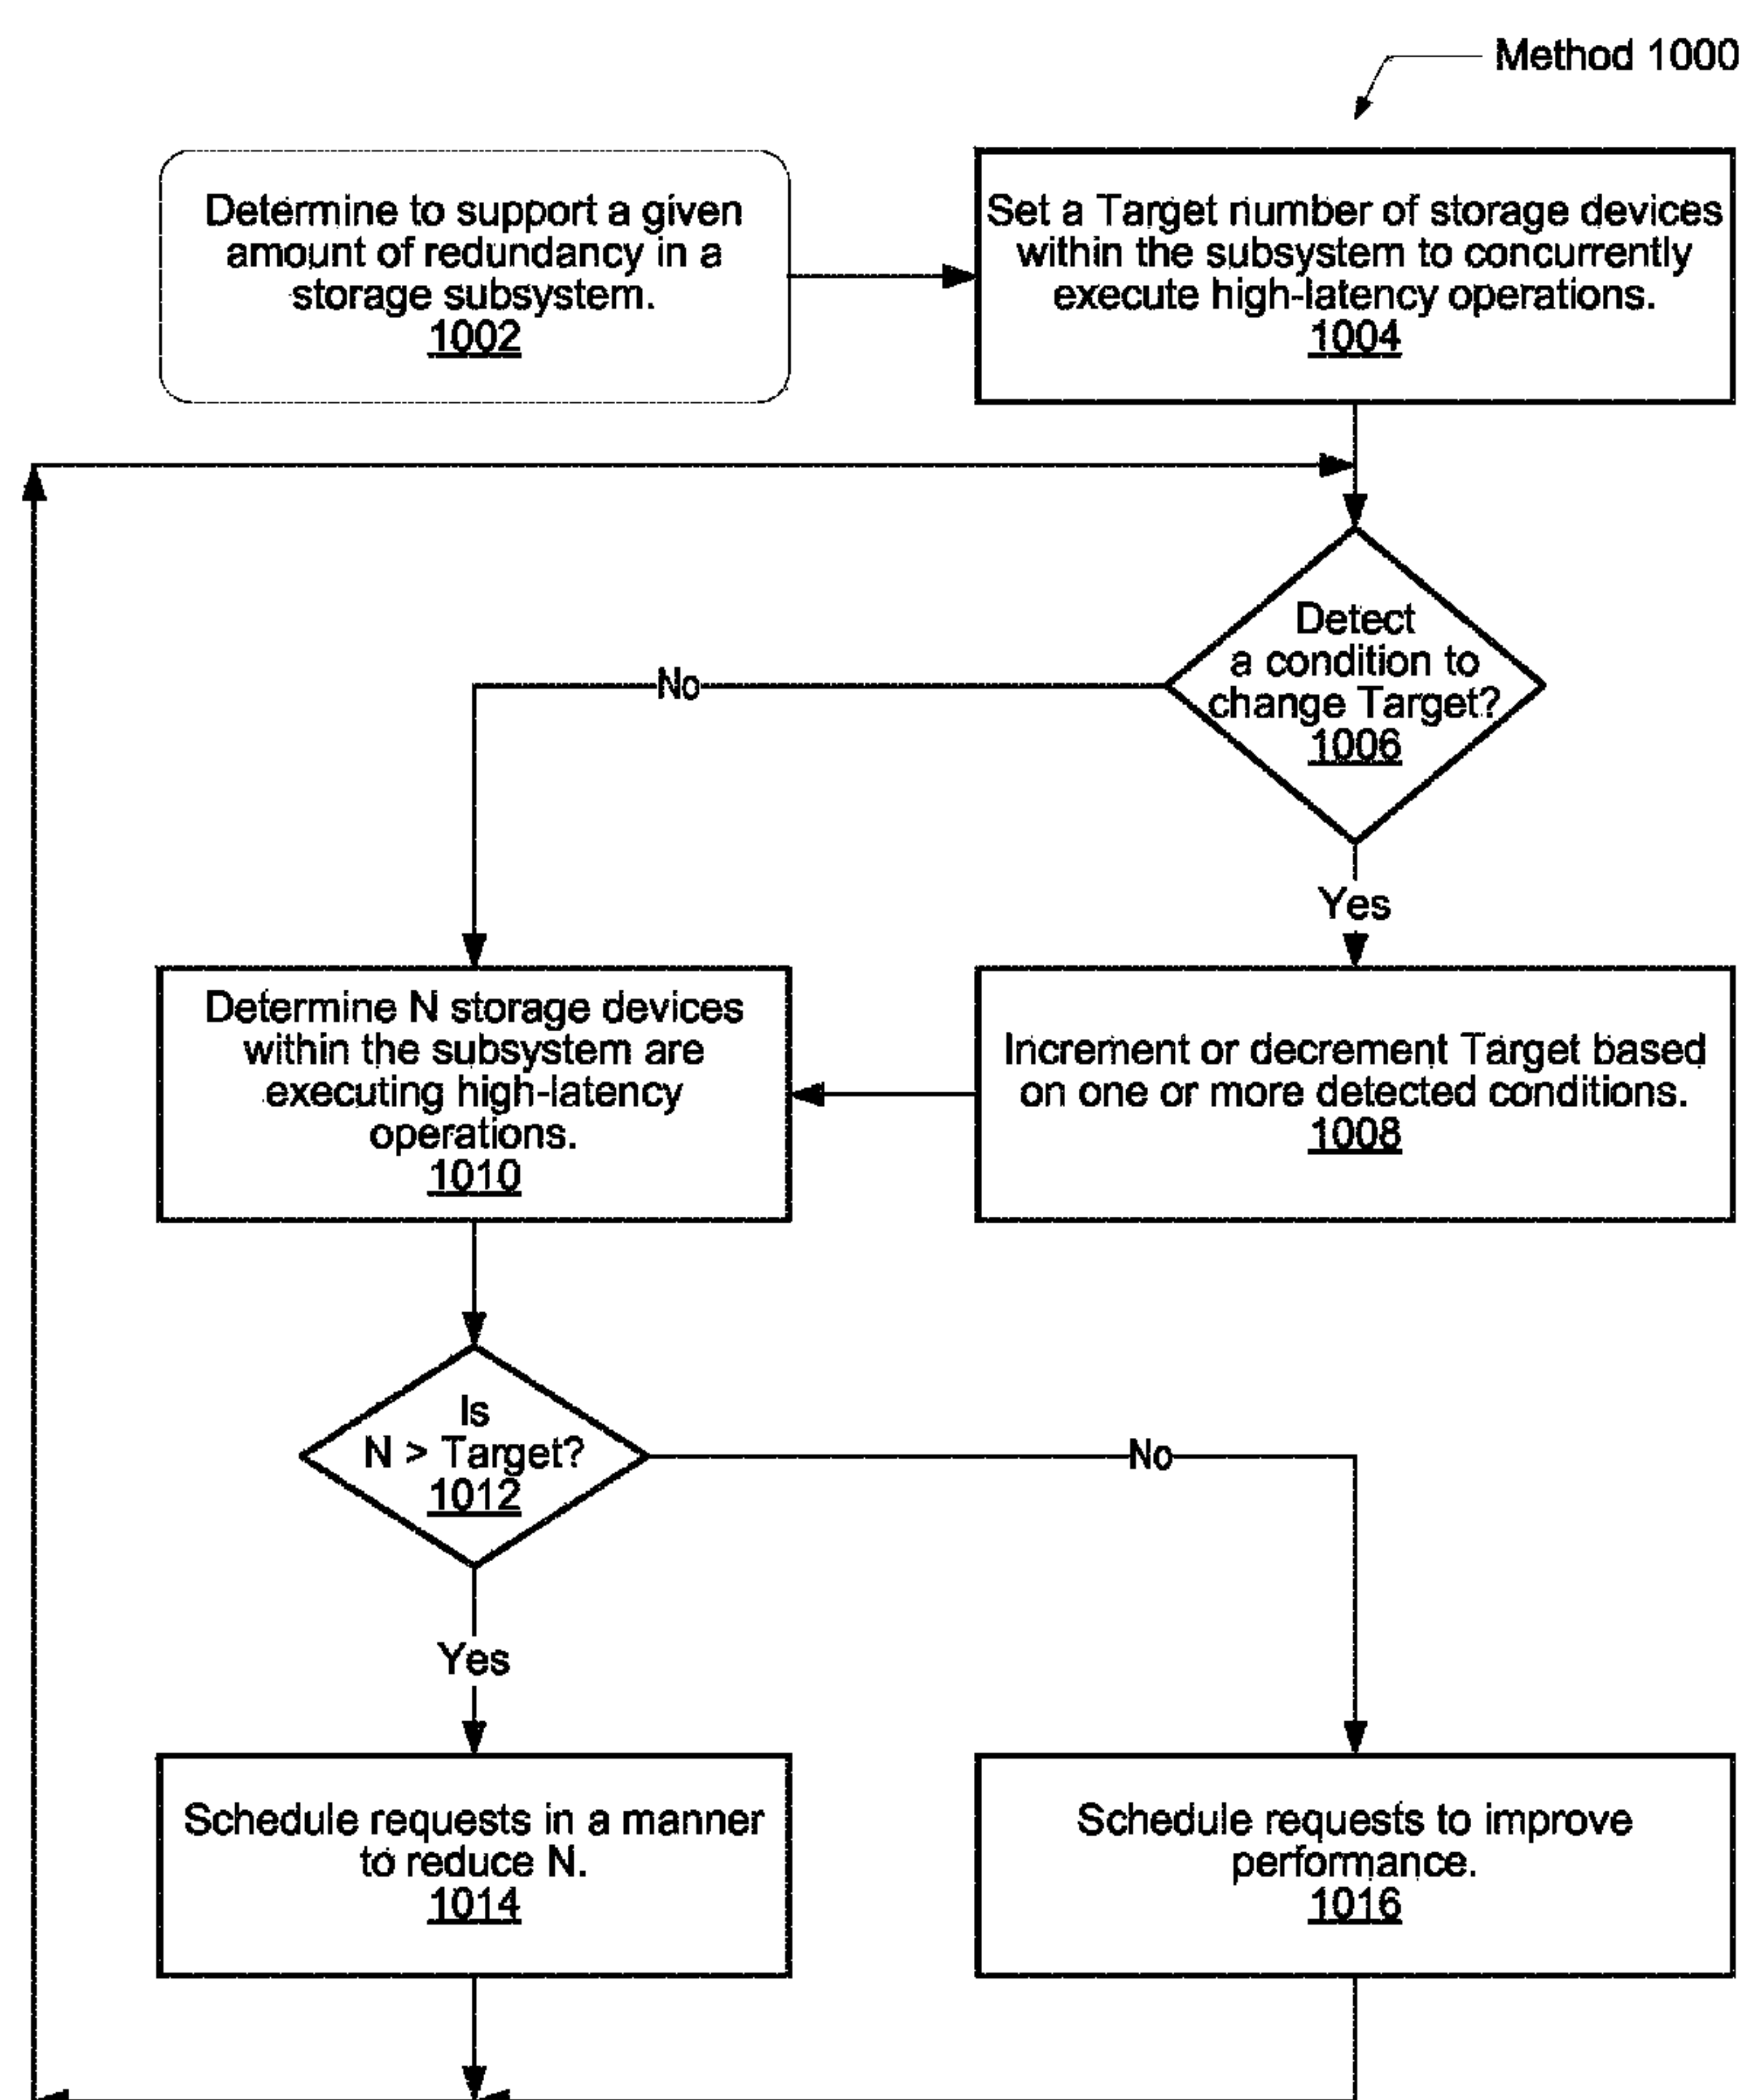 Method 1000
Determine to support a given
amount of redundancy in a
storage subsystem.
1002
Set a Target number of storage devices
within the subsystem to concurrently
execute high-latency operations.
1004
Detect
a condition to
change Target?
1006
No
Yes
Determine N storage devices
within the subsystem are
executing high-latency
operations.
1010
Increment or decrement Target based
on one or more detected conditions.
1008
Is
N > Target?
1012
No
Yes
Schedule requests in a manner
to reduce N.
1014
Schedule requests to improve
performance.
1016